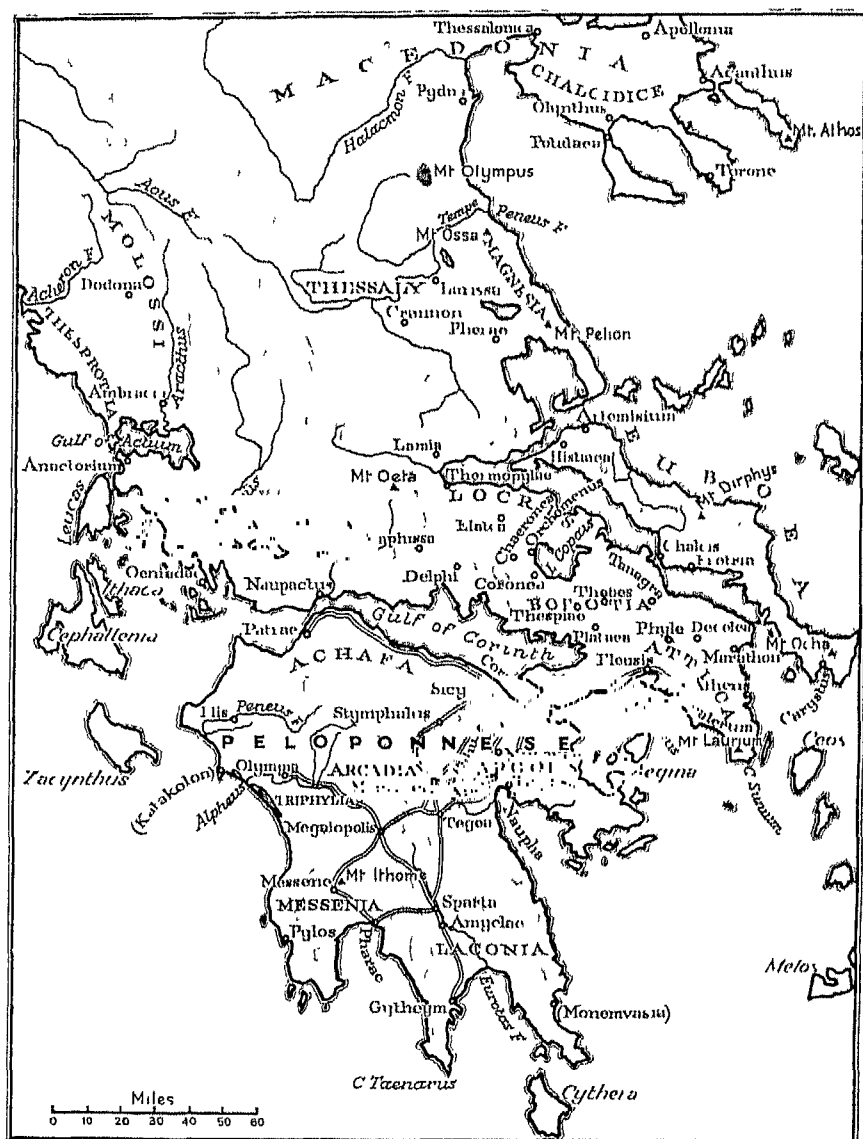 Thessalonica
Apollonia
MACEDONIA
CHALCIDICE
Acanthus
Pydn
Haliacmon F
Olynthus
Potidaea
Mt. Athos
Torone
Mt Olympus
Aous F
Tempe
Peneus F
MOLOSSI
Mt Ossa
MAGNESIA
Acheron F
Dodona
THESSALY
Larissa
Crannon
Pherae
Mt. Pelion
THESPROTIA
Arachthus
Ambracia
Artemisium
Gulf of
Actium
Lamia
Histiaea
EUBOEA
Anactorium
Mt Oeta
Thermopylae
Mt Dirphys
Leucas
LOCR
Elatea
Chaeronea
Orchomenus
L. Copais
Chalcis
Eretria
mphissa
Tanagra
Ithaca
Oeniadae
Naupactus
Delphi
Coronea
Thebes
BOEOTIA
Cephallenia
Gulf of Corinth
Thespiae
Plataea
Phyle
Decelea
Patrae
Mt Ocha
ACHAEA
Cor
Eleusis
ATTICA
Marathon
Athens
Carystus
Sicy
Elis
Peneus F
Stymphalus
PELOPONNESE
Mt Laurium
Ceos
Zacynthus
Olympia
ARCADIA
ARGOL
Aegina
C Sunium
(Katakolon)
Alpheus
TRIPHYLIA
Megalopolis
Tegea
Nauplia
Messene
Mt Ithome
MESSENIA
Sparta
Amyclae
Pylos
Pharae
LACONIA
Melos
Gytheum
Eurotas F
(Monemvasia)
C Taenarus
Cythera
Miles
0 10 20 30 40 50 60